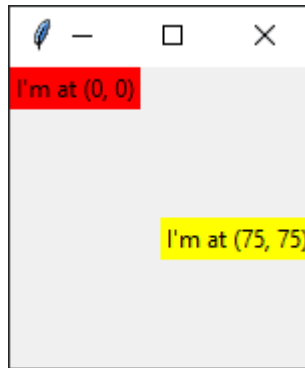 I'm at (0, 0)
I'm at (75, 75)